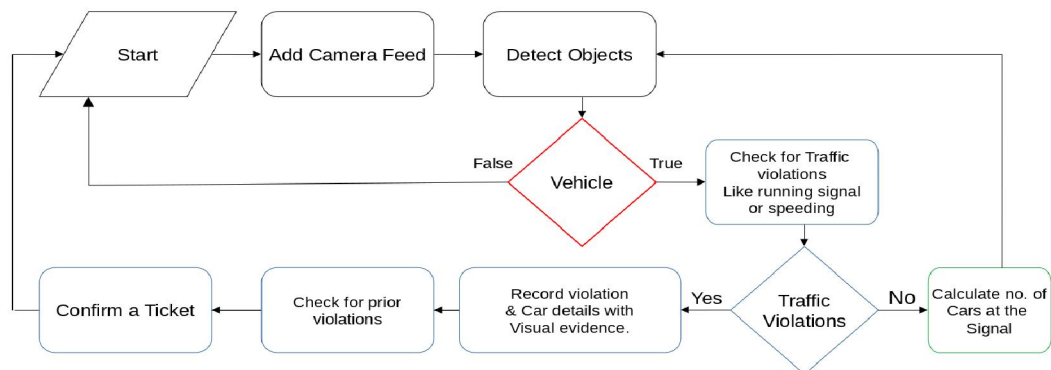 Start
Add Camera Feed
Detect Objects
False
Vehicle
True
Check for Traffic
violations
Like running signal
or speeding
Confirm a Ticket
Check for prior
violations
Record violation
& Car details with
Visual evidence.
Yes
Traffic
Violations
No
Calculate no. of
Cars at the
Signal